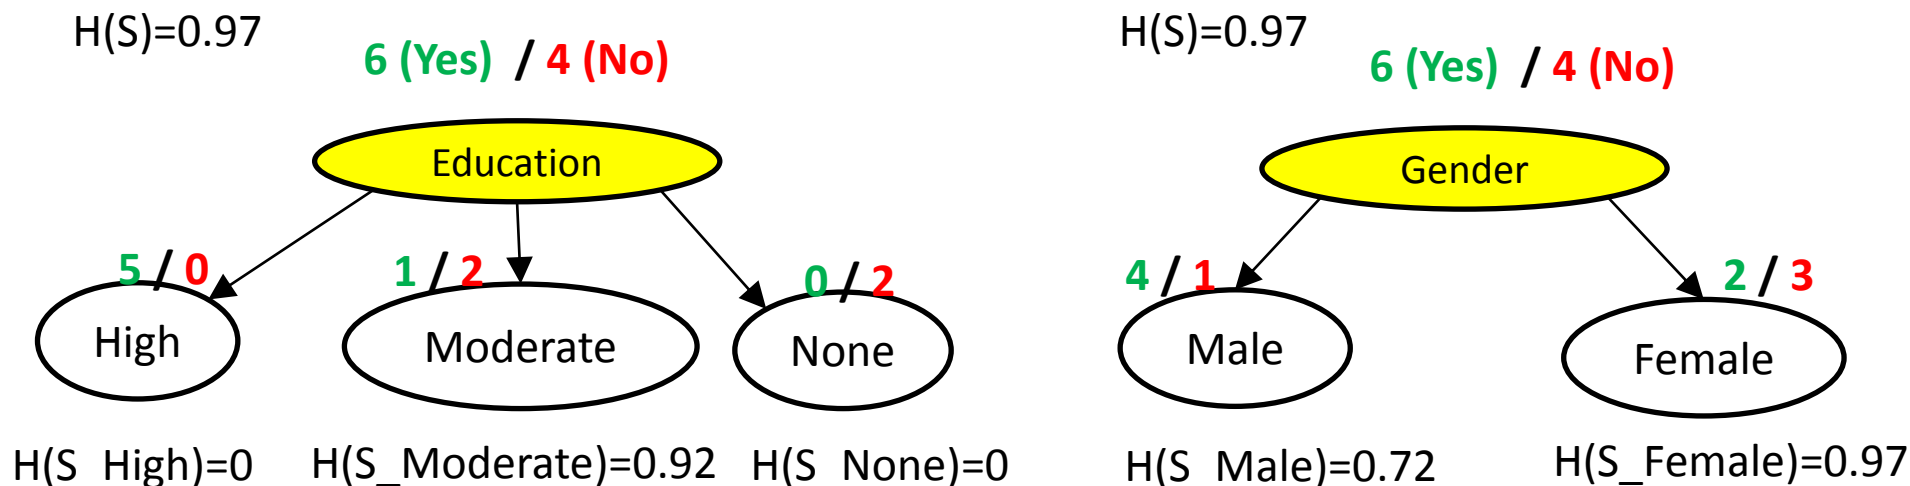 H(S)=0.97
6 (Yes) / 4 (No)
Education
5 / 0
1 / 2
0 / 2
High
Moderate
None
H(S_High)=0
H(S_Moderate)=0.92
H(S_None)=0
H(S)=0.97
6 (Yes) / 4 (No)
Gender
4 / 1
2 / 3
Male
Female
H(S_Male)=0.72
H(S_Female)=0.97